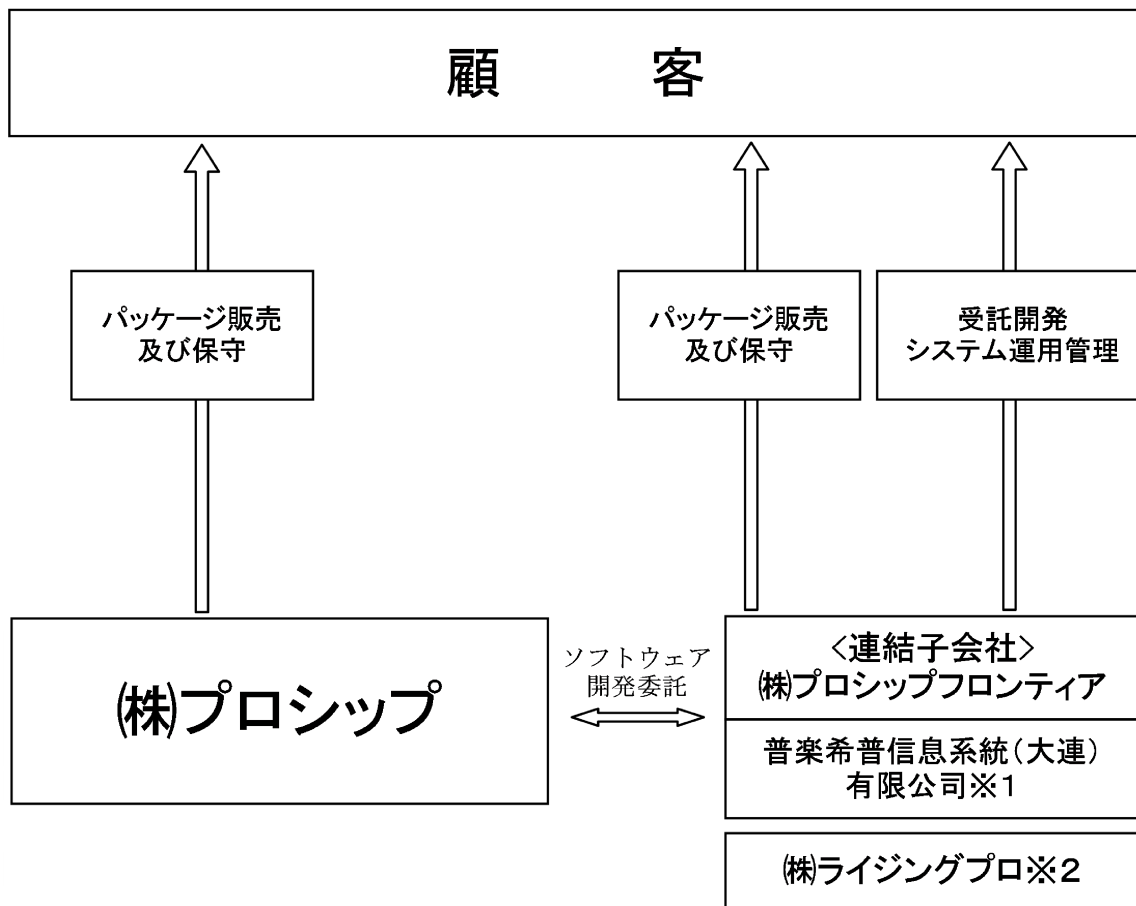 顧客
パッケージ販売
及び保守
パッケージ販売
及び保守
受託開発
システム運用管理
㈱プロシップ
ソフトウェア
開発委託
<連結子会社>
㈱プロシップフロンティア
普楽希普信息系統(大連)
有限公司※1
㈱ライジングプロ※2